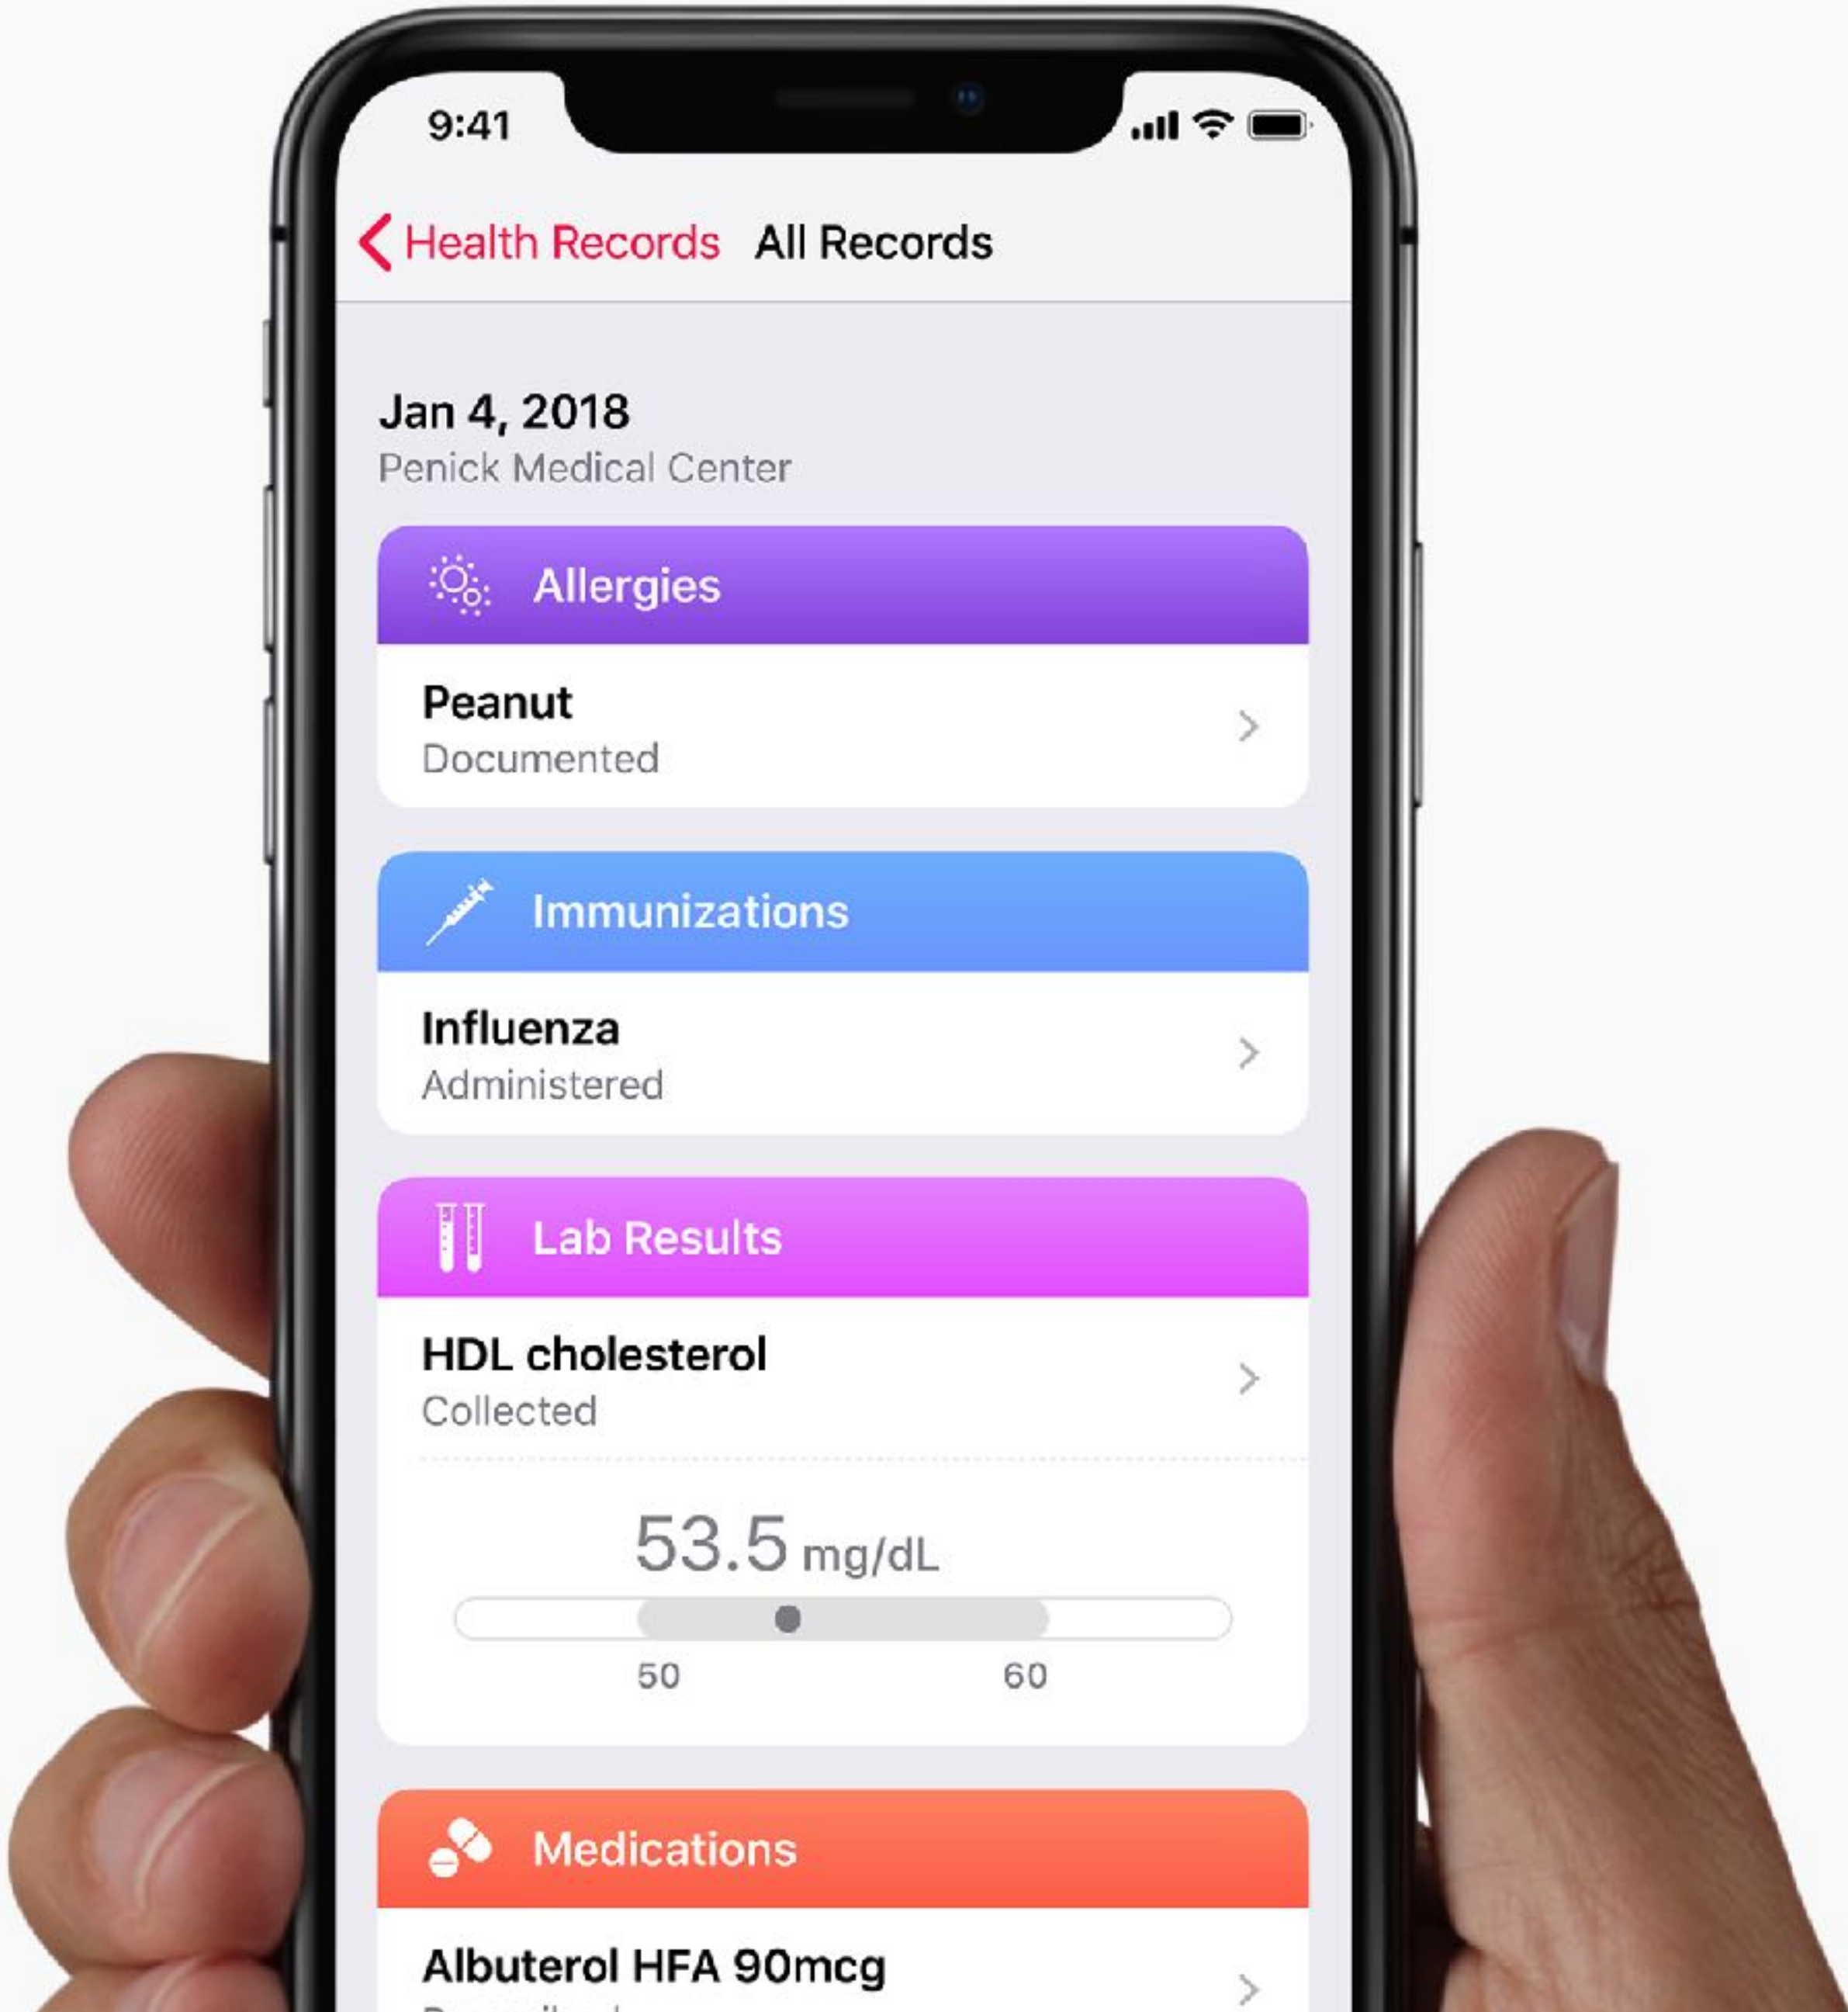 9:41
Health Records All Records
Jan 4, 2018
Penick Medical Center
Allergies
Peanut
Documented
Immunizations
Influenza
Administered
Lab Results
HDL cholesterol
Collected
53.5 mg/dL
50 60
Medications
Albuterol HFA 90mcg